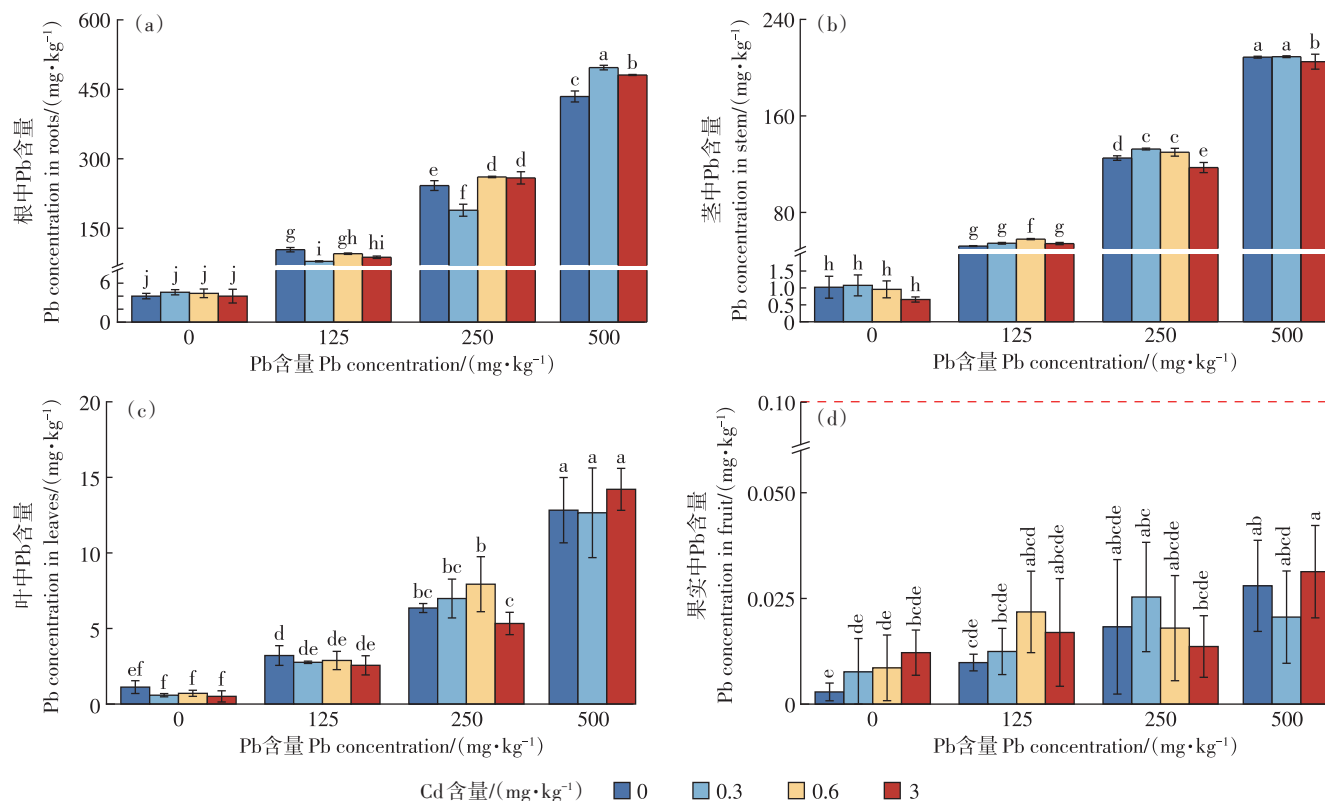 (a)
根中Pb含量
Pb concentration in roots/(mg•kg⁻¹)
600
450
300
150
6
0
j j j j
g i gh hi
e f d d
c a b
0 125 250 500
Pb含量 Pb concentration/(mg•kg⁻¹)
(b)
茎中Pb含量
Pb concentration in stem/(mg•kg⁻¹)
240
160
80
1.5
1.0
0.5
0
h h h h
g g f g
d c c e
a a b
0 125 250 500
Pb含量 Pb concentration/(mg•kg⁻¹)
(c)
叶中Pb含量
Pb concentration in leaves/(mg•kg⁻¹)
20
15
10
5
0
ef f f f
d de de de
bc bc b c
a a a
0 125 250 500
Pb含量 Pb concentration/(mg•kg⁻¹)
(d)
果实中Pb含量
Pb concentration in fruit/(mg•kg⁻¹)
0.10
0.050
0.025
0
e de de bcde
cde bcde abcd abcde
abcde abc abcde bcde
ab abcd a
0 125 250 500
Pb含量 Pb concentration/(mg•kg⁻¹)
Cd含量/(mg•kg⁻¹) 0 0.3 0.6 3